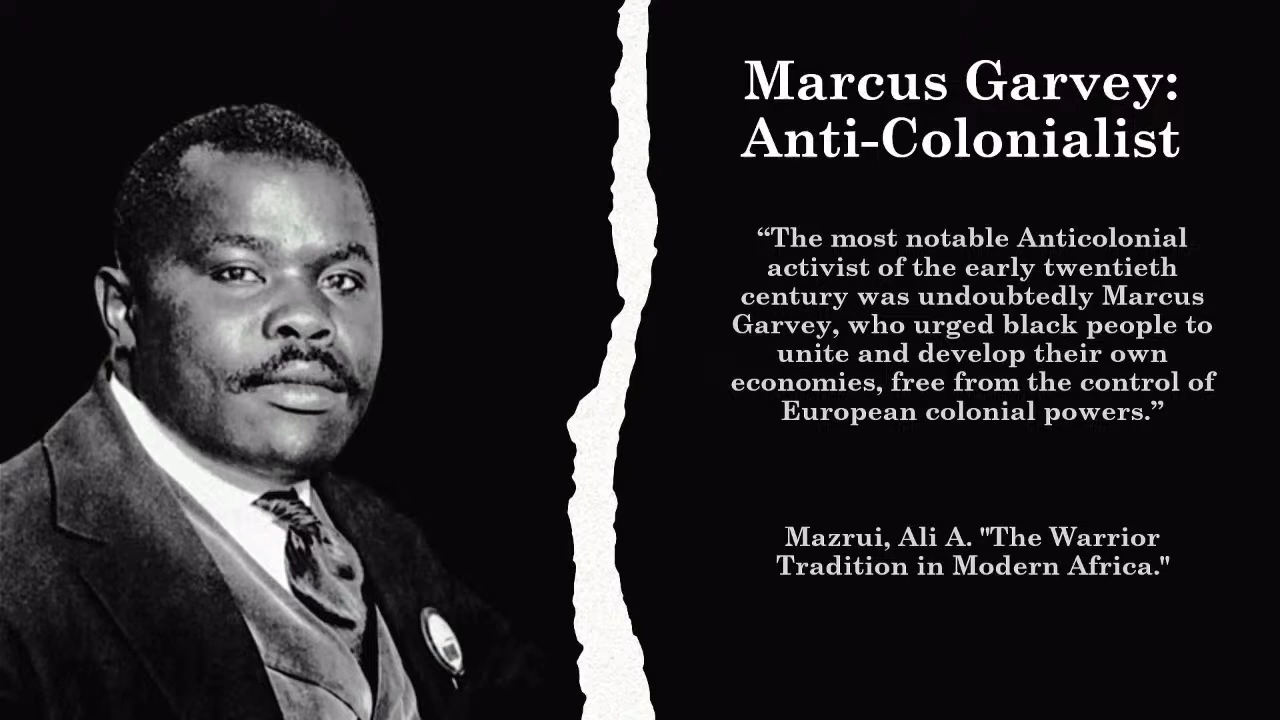 Marcus Garvey:
Anti-Colonialist
“The most notable Anticolonial
activist of the early twentieth
century was undoubtedly Marcus
Garvey, who urged black people to
unite and develop their own
economies, free from the control of
European colonial powers.”
Mazrui, Ali A. "The Warrior
Tradition in Modern Africa."